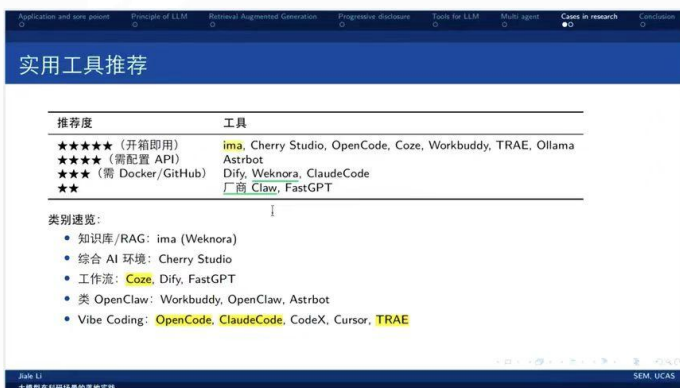 Application and sore peoint Principle of LLM Retrieval Augmented Generation Progressive disclosure Tools for LLM Multi agent Cases in research Conclusion
实用工具推荐
推荐度 工具
★★★★★（开箱即用） ima, Cherry Studio, OpenCode, Coze, Workbuddy, TRAE, Ollama
★★★★（需配置 API） Astrbot
★★★（需 Docker/GitHub） Dify, Weknora, ClaudeCode
★★ 厂商 Claw, FastGPT
类别速览：
• 知识库/RAG：ima (Weknora)
• 综合 AI 环境：Cherry Studio
• 工作流：Coze, Dify, FastGPT
• 类 OpenClaw：Workbuddy, OpenClaw, Astrbot
• Vibe Coding：OpenCode, ClaudeCode, CodeX, Cursor, TRAE
Jiale Li SEM, UCAS